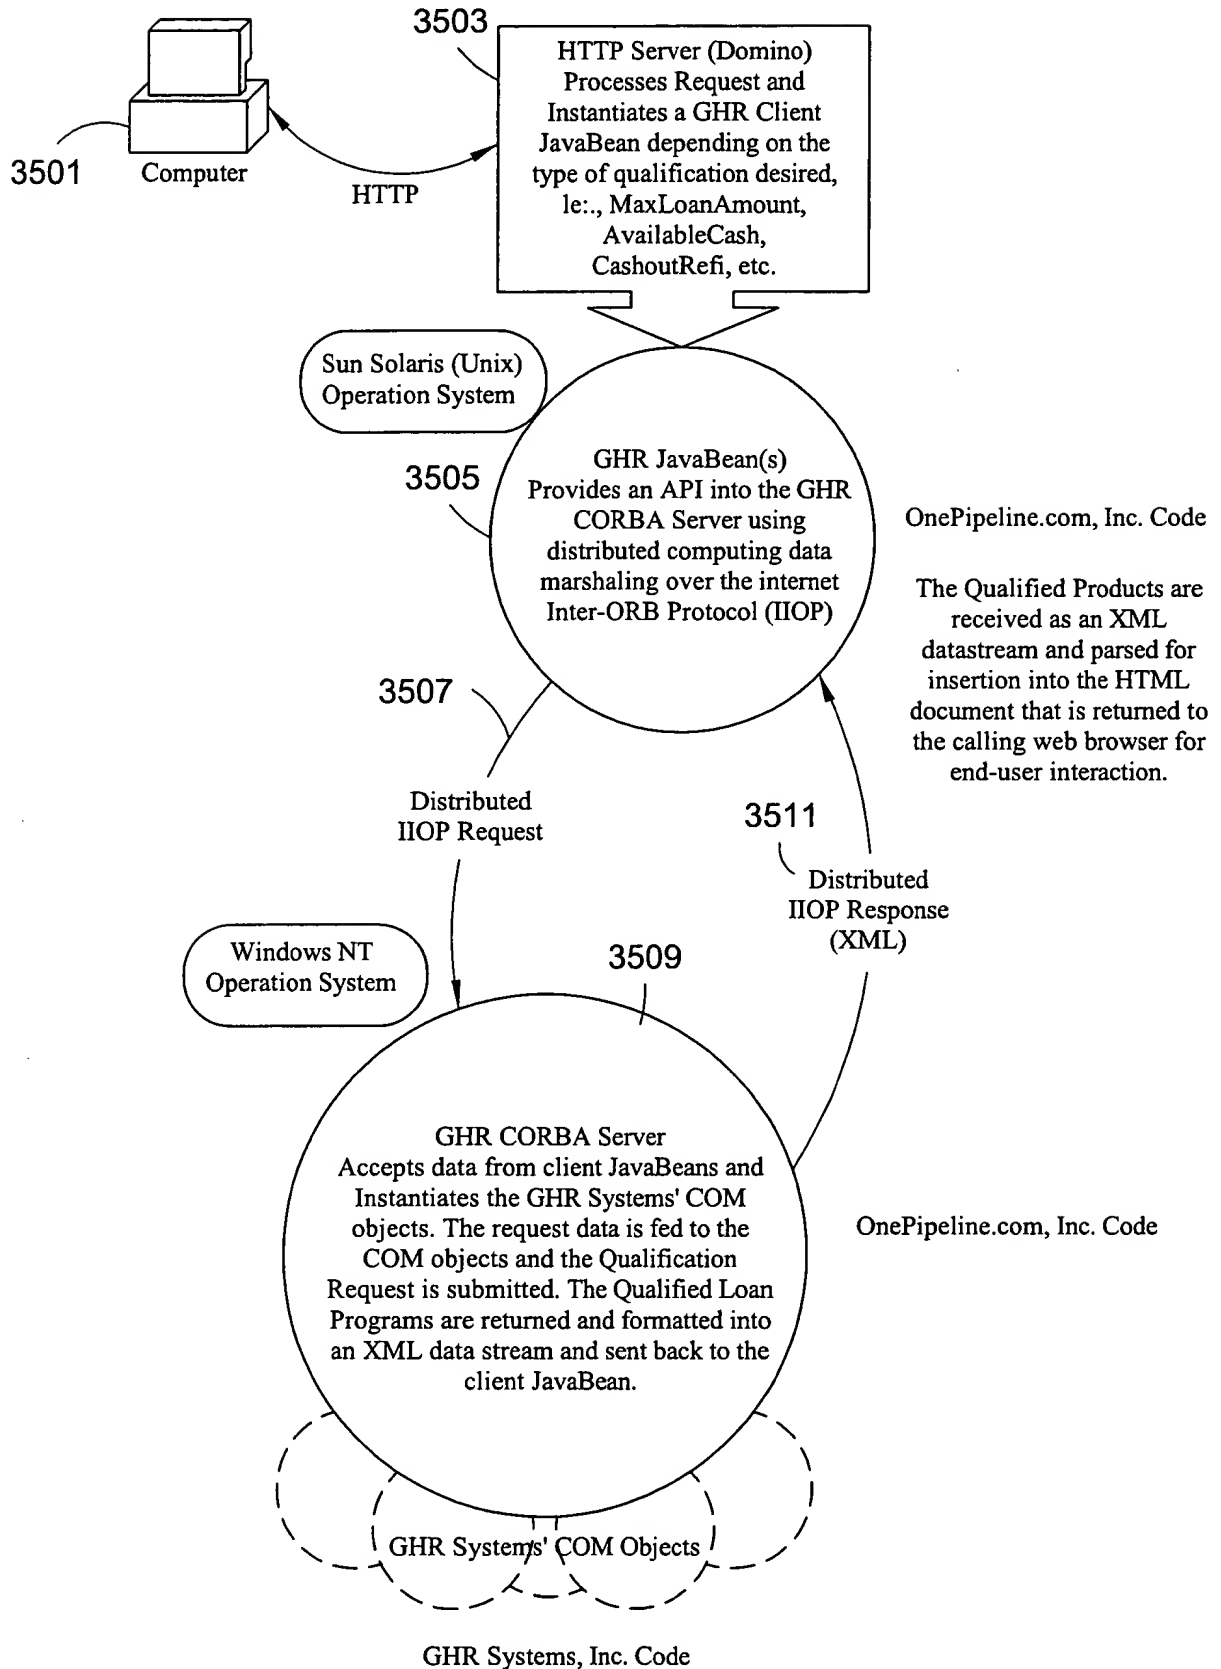 3503
HTTP Server (Domino)
Processes Request and
Instantiates a GHR Client
JavaBean depending on the
type of qualification desired,
le:., MaxLoanAmount,
AvailableCash,
CashoutRefi, etc.
3501
Computer
HTTP
Sun Solaris (Unix)
Operation System
3505
GHR JavaBean(s)
Provides an API into the GHR
CORBA Server using
distributed computing data
marshaling over the internet
Inter-ORB Protocol (IIOP)
OnePipeline.com, Inc. Code
The Qualified Products are
received as an XML
datastream and parsed for
insertion into the HTML
document that is returned to
the calling web browser for
end-user interaction.
3507
Distributed
IIOP Request
3511
Distributed
IIOP Response
(XML)
Windows NT
Operation System
3509
GHR CORBA Server
Accepts data from client JavaBeans and
Instantiates the GHR Systems' COM
objects. The request data is fed to the
COM objects and the Qualification
Request is submitted. The Qualified Loan
Programs are returned and formatted into
an XML data stream and sent back to the
client JavaBean.
OnePipeline.com, Inc. Code
GHR Systems' COM Objects
GHR Systems, Inc. Code